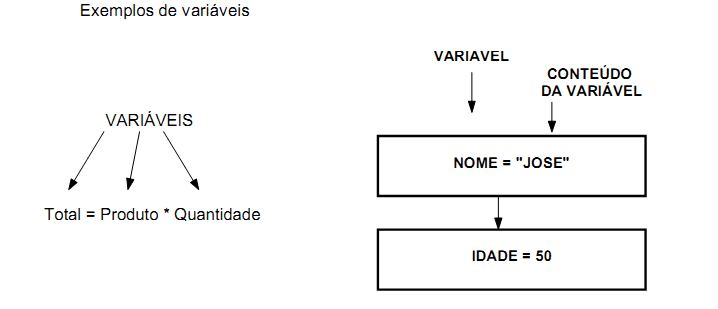 Exemplos de variáveis
VARIÁVEIS
Total = Produto * Quantidade
VARIAVEL
CONTEÚDO
DA VARIÁVEL
NOME = "JOSE"
IDADE = 50